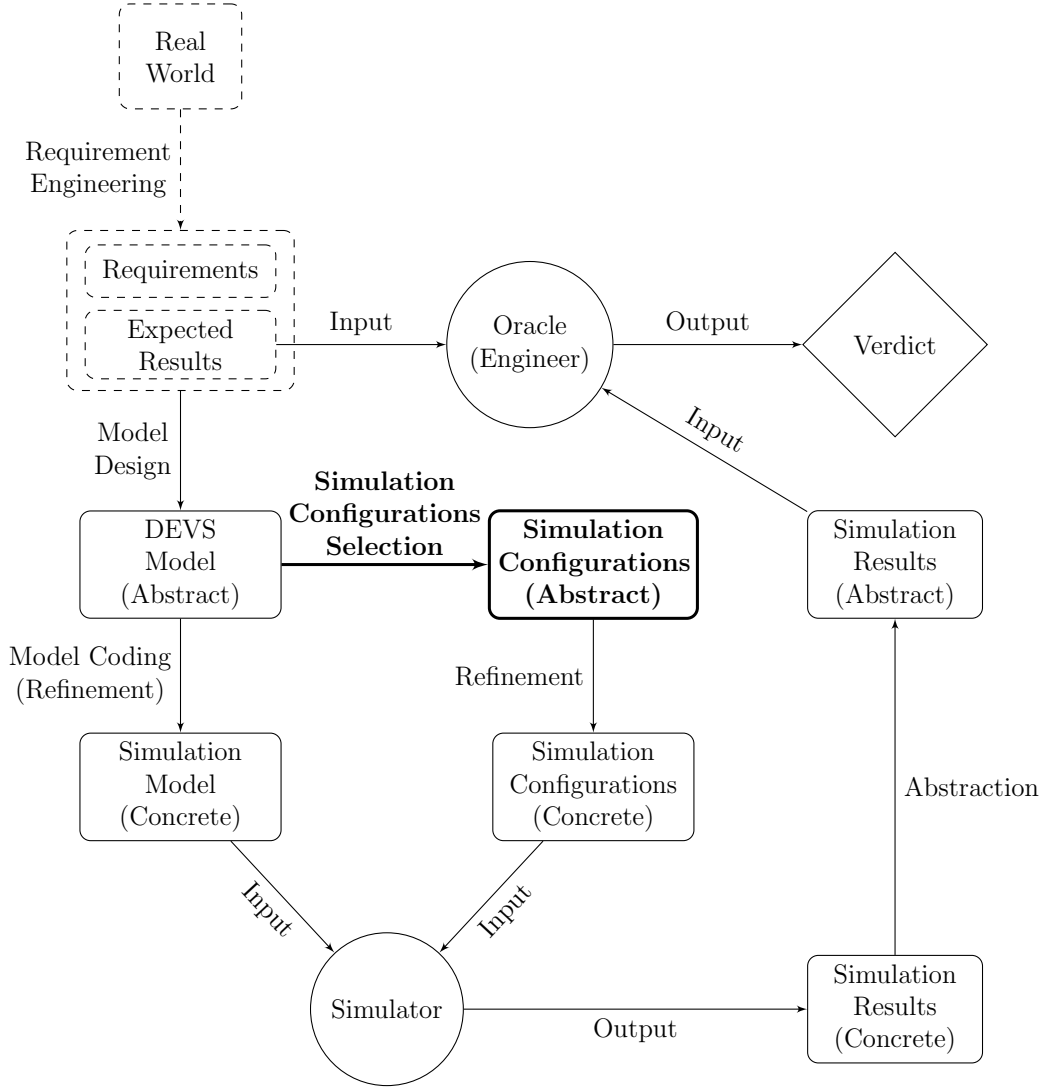 Real
World
Requirement
Engineering
Requirements
Expected
Results
Input
Oracle
(Engineer)
Output
Verdict
Model
Design
Input
Simulation
Configurations
Selection
DEVS
Model
(Abstract)
Simulation
Configurations
(Abstract)
Simulation
Results
(Abstract)
Model Coding
(Refinement)
Refinement
Simulation
Model
(Concrete)
Simulation
Configurations
(Concrete)
Abstraction
Input
Input
Simulator
Output
Simulation
Results
(Concrete)